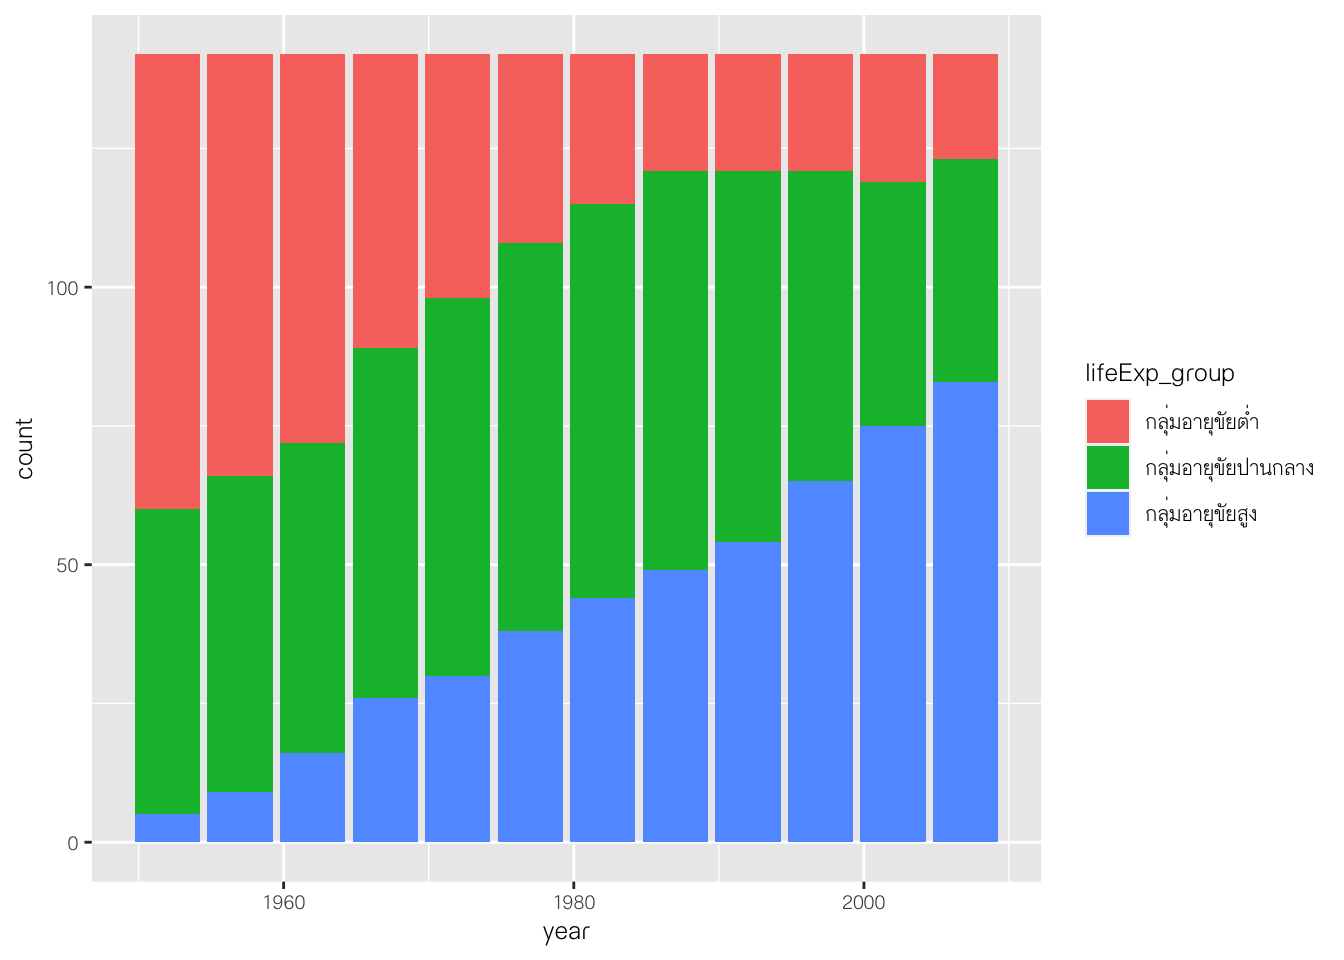 100
50
0
count
1960
1980
2000
year
lifeExp_group
กลุ่มอายุขัยต่ำ
กลุ่มอายุขัยปานกลาง
กลุ่มอายุขัยสูง